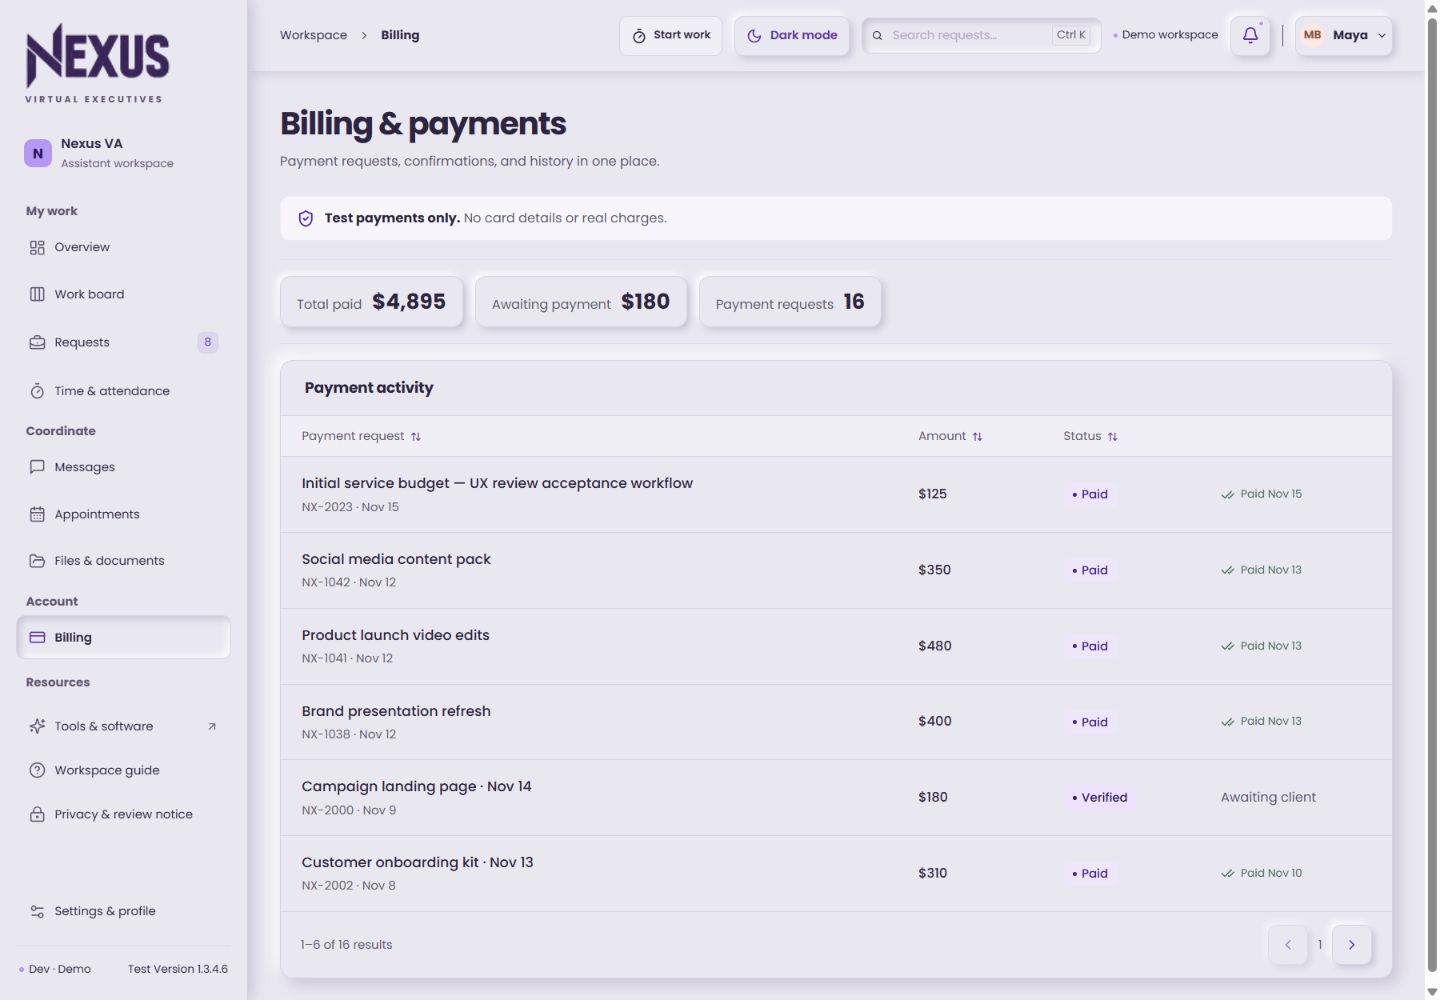 NEXUS
VIRTUAL EXECUTIVES
N
Nexus VA
Assistant workspace
My work
Overview
Work board
Requests 8
Time & attendance
Coordinate
Messages
Appointments
Files & documents
Account
Billing
Resources
Tools & software
Workspace guide
Privacy & review notice
Settings & profile
Dev · Demo Test Version 1.3.4.6
Workspace Billing Start work Dark mode Search requests... Ctrl K Demo workspace MB Maya
Billing & payments
Payment requests, confirmations, and history in one place.
Test payments only. No card details or real charges.
Total paid $4,895 Awaiting payment $180 Payment requests 16
Payment activity
Payment request Amount Status
Initial service budget — UX review acceptance workflow
NX-2023 · Nov 15
$125 Paid Paid Nov 15
Social media content pack
NX-1042 · Nov 12
$350 Paid Paid Nov 13
Product launch video edits
NX-1041 · Nov 12
$480 Paid Paid Nov 13
Brand presentation refresh
NX-1038 · Nov 12
$400 Paid Paid Nov 13
Campaign landing page · Nov 14
NX-2000 · Nov 9
$180 Verified Awaiting client
Customer onboarding kit · Nov 13
NX-2002 · Nov 8
$310 Paid Paid Nov 10
1–6 of 16 results 1